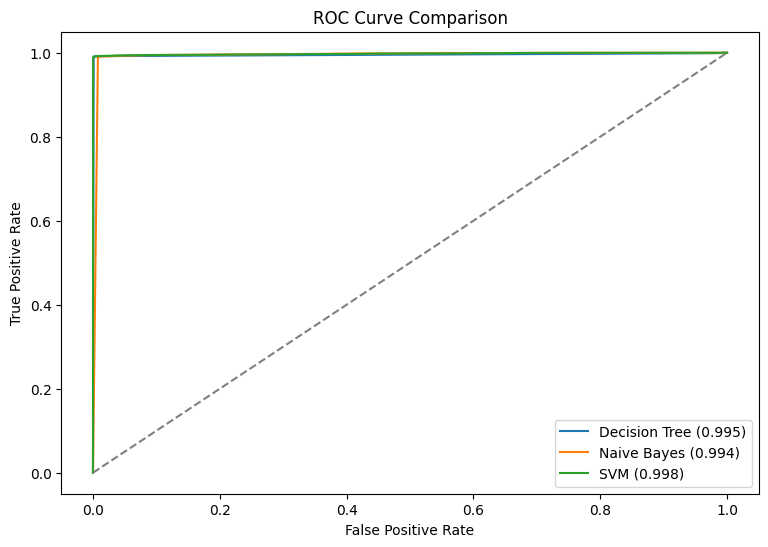 ROC Curve Comparison
True Positive Rate
1.0
0.8
0.6
0.4
0.2
0.0
Decision Tree (0.995)
Naive Bayes (0.994)
SVM (0.998)
0.0 0.2 0.4 0.6 0.8 1.0
False Positive Rate